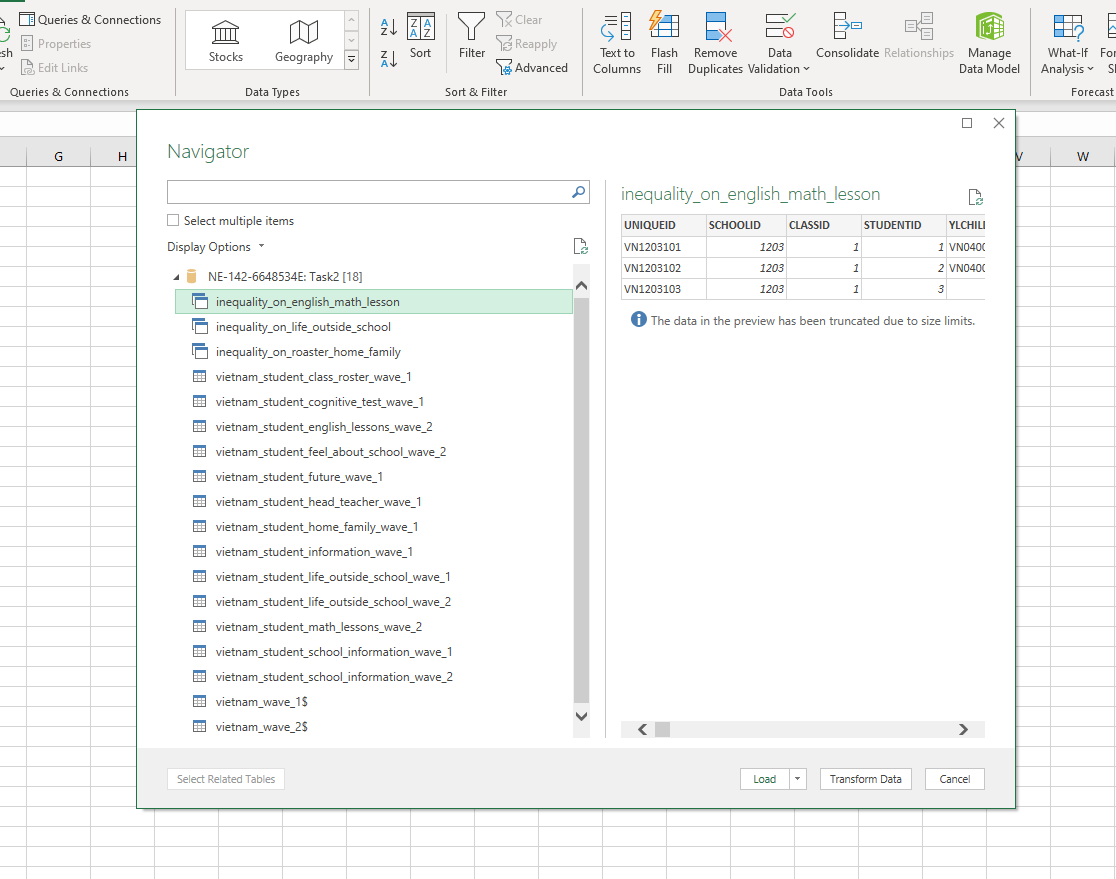 Queries & Connections
Properties
Edit Links
Queries & Connections
Stocks
Geography
Data Types
Sort
Filter
Clear
Reapply
Advanced
Sort & Filter
Text to
Columns
Flash
Fill
Remove
Duplicates
Data
Validation
Consolidate
Relationships
Manage
Data Model
Data Tools
What-If
Analysis
Forecast
G
H
V
W
Navigator
Select multiple items
Display Options
NE-142-6648534E: Task2 [18]
inequality_on_english_math_lesson
inequality_on_life_outside_school
inequality_on_roaster_home_family
vietnam_student_class_roster_wave_1
vietnam_student_cognitive_test_wave_1
vietnam_student_english_lessons_wave_2
vietnam_student_feel_about_school_wave_2
vietnam_student_future_wave_1
vietnam_student_head_teacher_wave_1
vietnam_student_home_family_wave_1
vietnam_student_information_wave_1
vietnam_student_life_outside_school_wave_1
vietnam_student_life_outside_school_wave_2
vietnam_student_math_lessons_wave_2
vietnam_student_school_information_wave_1
vietnam_student_school_information_wave_2
vietnam_wave_1$
vietnam_wave_2$
inequality_on_english_math_lesson
UNIQUEID SCHOOLID CLASSID STUDENTID YLCHIL
VN1203101 1203 1 1 VN0400
VN1203102 1203 1 2 VN0400
VN1203103 1203 1 3
The data in the preview has been truncated due to size limits.
Select Related Tables
Load
Transform Data
Cancel